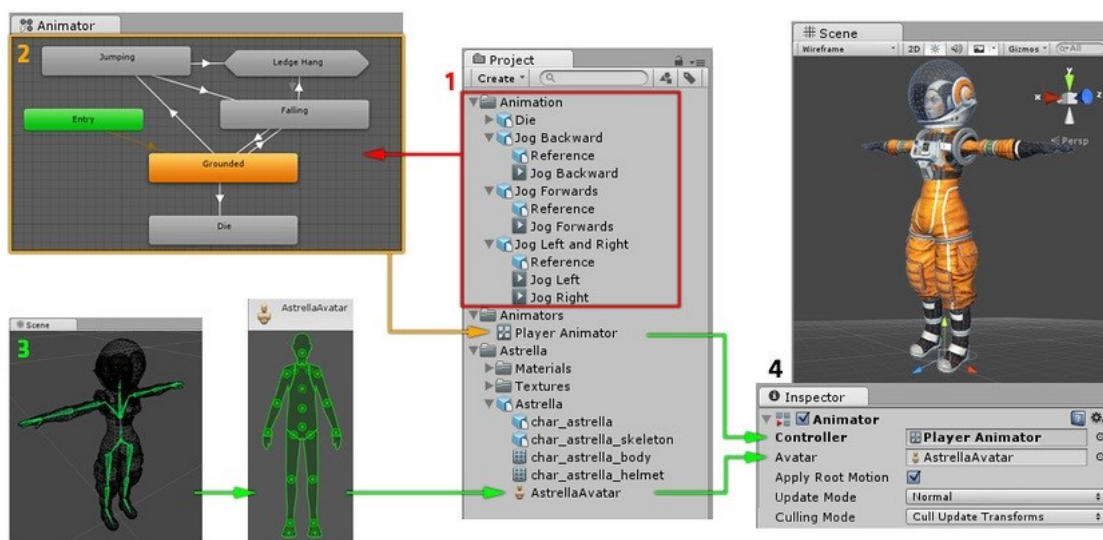 Animator
2
Jumping
Ledge Hang
Falling
Entry
Grounded
Die
1
Project
Create
Animation
Die
Jog Backward
Reference
Jog Backward
Jog Forwards
Reference
Jog Forwards
Jog Left and Right
Reference
Jog Left
Jog Right
Animators
Player Animator
Astrella
Materials
Textures
Astrella
char_astrella
char_astrella_skeleton
char_astrella_body
char_astrella_helmet
AstrellaAvatar
Scene
3
AstrellaAvatar
Scene
Wireframe 2D Gizmos All
y
x z
Persp
4
Inspector
Animator
Controller Player Animator
Avatar AstrellaAvatar
Apply Root Motion
Update Mode Normal
Culling Mode Cull Update Transforms